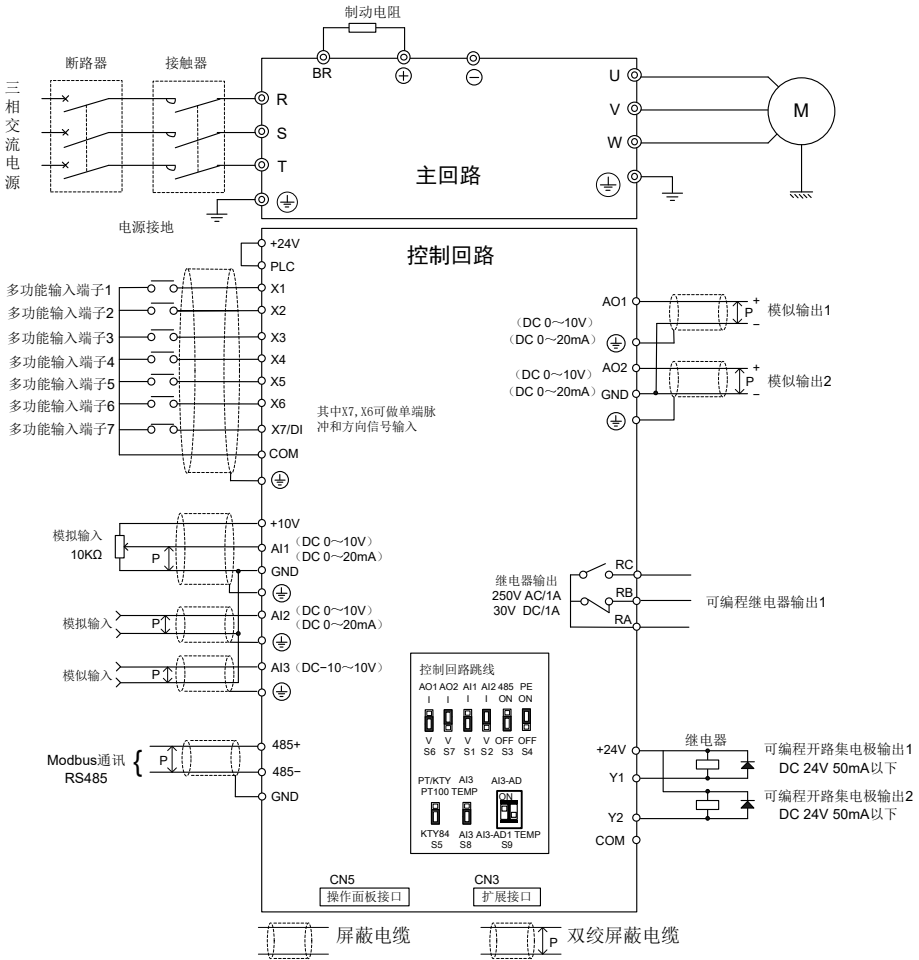 制动电阻
断路器
接触器
三相交流电源
BR
R
S
T
U
V
W
M
主回路
电源接地
控制回路
+24V
PLC
多功能输入端子1
X1
多功能输入端子2
X2
多功能输入端子3
X3
多功能输入端子4
X4
多功能输入端子5
X5
多功能输入端子6
X6
多功能输入端子7
X7/DI
COM
其中X7, X6可做单端脉
冲和方向信号输入
AO1
(DC 0～10V)
(DC 0～20mA)
P
+
−
模似输出1
AO2
(DC 0～10V)
(DC 0～20mA)
GND
P
+
−
模似输出2
模拟输入
10KΩ
P
+10V
AI1
(DC 0～10V)
(DC 0～20mA)
GND
模拟输入
P
AI2
(DC 0～10V)
(DC 0～20mA)
模似输入
P
AI3
(DC−10～10V)
继电器输出
250V AC/1A
30V DC/1A
RC
RB
RA
可编程继电器输出1
Modbus通讯
RS485
P
485+
485−
GND
控制回路跳线
AO1 AO2 AI1 AI2 485 PE
I I I I ON ON
V V V V OFF OFF
S6 S7 S1 S2 S3 S4
PT/KTY AI3 AI3-AD
PT100 TEMP
ON
KTY84 AI3 AI3-AD1 TEMP
S5 S8 S9
+24V
Y1
Y2
COM
继电器
可编程开路集电极输出1
DC 24V 50mA以下
可编程开路集电极输出2
DC 24V 50mA以下
CN5
操作面板接口
CN3
扩展接口
屏蔽电缆
P
双绞屏蔽电缆